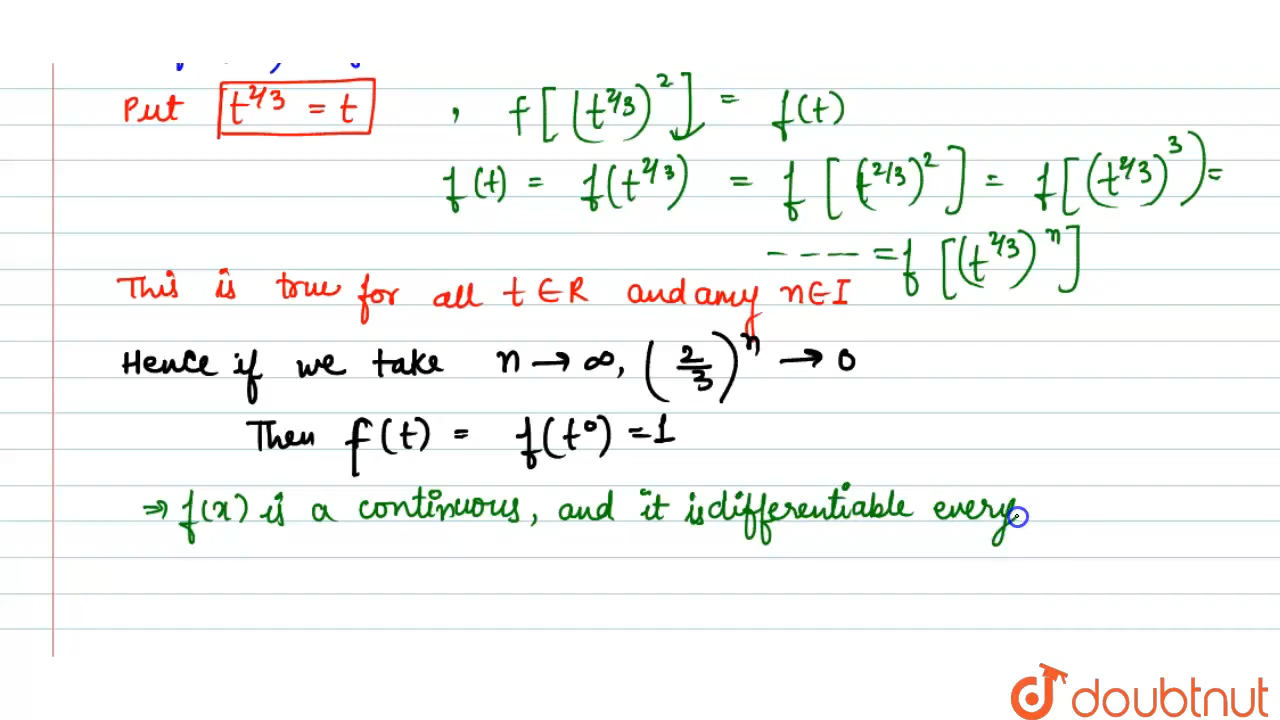 Put t^2/3 = t , f[(t^2/3)^2] = f(t)
f(t) = f(t^2/3) = f[(t^2/3)^2] = f[(t^2/3)^3) =
---- = f[(t^2/3)^n]
This is true for all t ∈ R and any n ∈ I
Hence if we take n → ∞, (2/3)^n → 0
Then f(t) = f(t⁰) = 1
⇒ f(x) is a continuous, and it is differentiable every
doubtnut